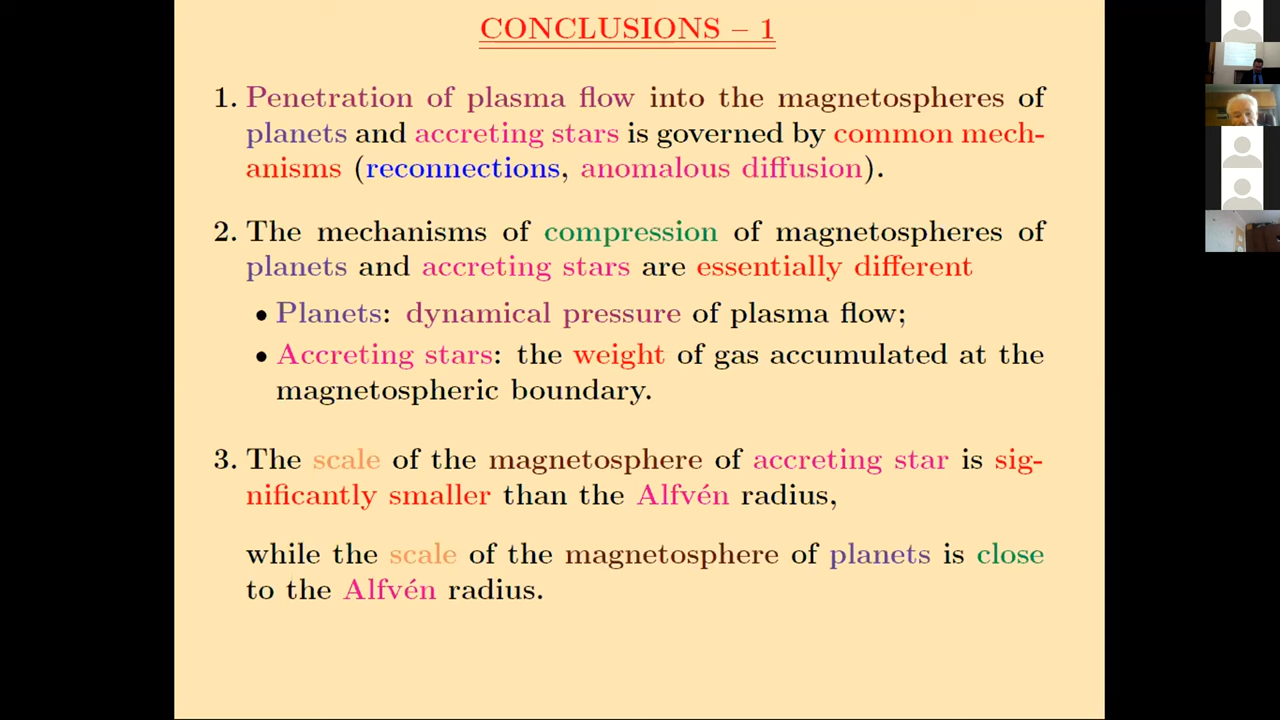 CONCLUSIONS – 1
1. Penetration of plasma flow into the magnetospheres of
planets and accreting stars is governed by common mech-
anisms (reconnections, anomalous diffusion).
2. The mechanisms of compression of magnetospheres of
planets and accreting stars are essentially different
• Planets: dynamical pressure of plasma flow;
• Accreting stars: the weight of gas accumulated at the
magnetospheric boundary.
3. The scale of the magnetosphere of accreting star is sig-
nificantly smaller than the Alfvén radius,
while the scale of the magnetosphere of planets is close
to the Alfvén radius.